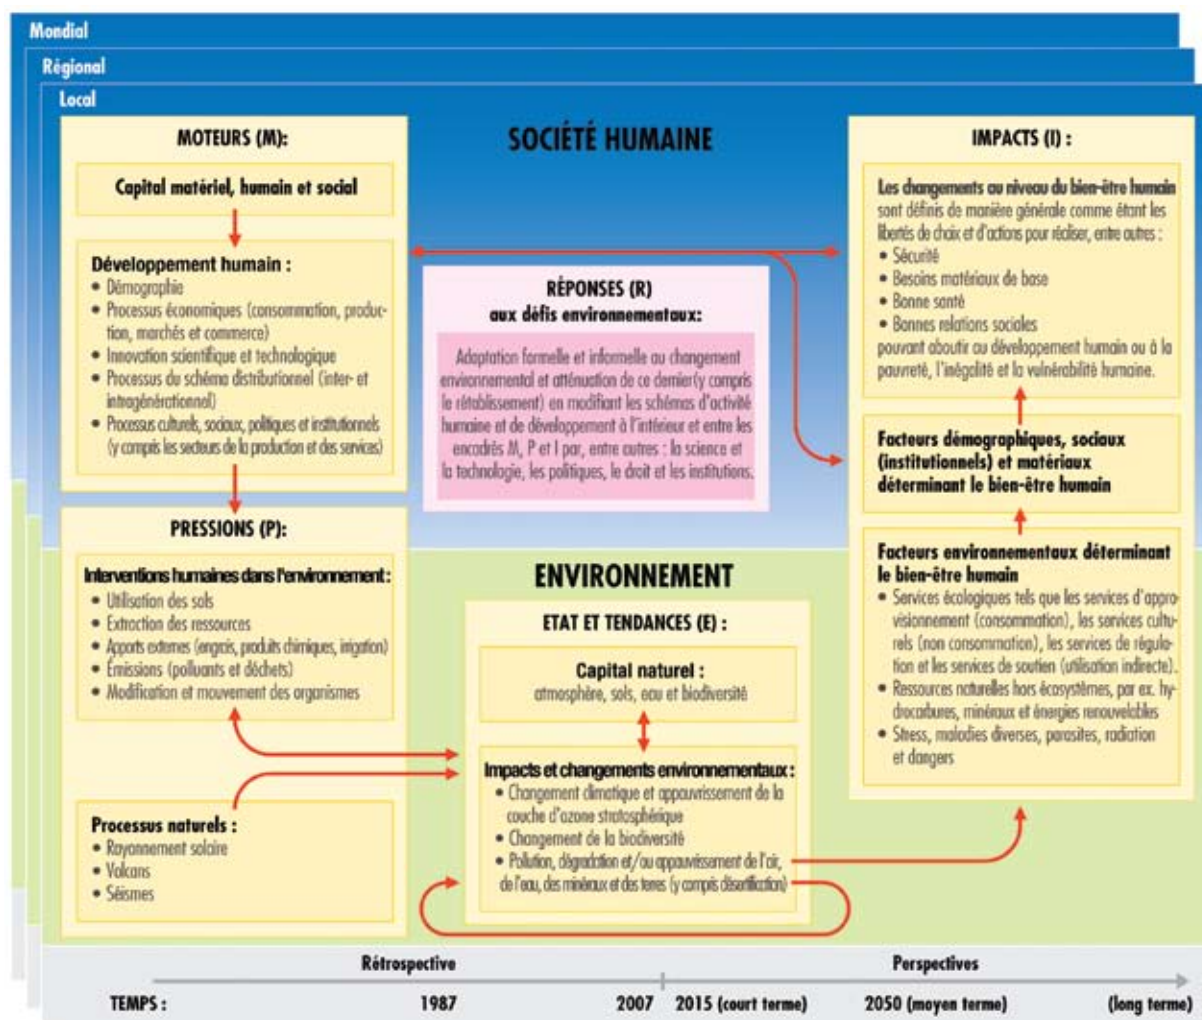 Mondial
Régional
Local
SOCIÉTÉ HUMAINE
MOTEURS (M):
Capital matériel, humain et social
Développement humain :
• Démographie
• Processus économiques (consommation, produc-
tion, marchés et commerce)
• Innovation scientifique et technologique
• Processus du schéma distributionnel (inter- et
intragénérationnel)
• Processus culturels, sociaux, politiques et institutionnels
(y compris les secteurs de la production et des services)
PRESSIONS (P):
Interventions humaines dans l'environnement :
• Utilisation des sols
• Extraction des ressources
• Apports externes (engrais, produits chimiques, irrigation)
• Émissions (polluants et déchets)
• Modification et mouvement des organismes
Processus naturels :
• Rayonnement solaire
• Volcans
• Séismes
RÉPONSES (R)
aux défis environnementaux:
Adaptation formelle et informelle au changement
environnemental et atténuation de ce dernier(y compris
le rétablissement) en modifiant les schémas d'activité
humaine et de développement à l'intérieur et entre les
encadrés M, P et I par, entre autres : la science et
la technologie, les politiques, le droit et les institutions.
ENVIRONNEMENT
ETAT ET TENDANCES (E) :
Capital naturel :
atmosphère, sols, eau et biodiversité
Impacts et changements environnementaux :
• Changement climatique et appauvrissement de la
couche d'ozone stratosphérique
• Changement de la biodiversité
• Pollution, dégradation et/ou appauvrissement de l'air,
de l'eau, des minéraux et des terres (y compris désertification)
IMPACTS (I) :
Les changements au niveau du bien-être humain
sont définis de manière générale comme étant les
libertés de choix et d'actions pour réaliser, entre autres :
• Sécurité
• Besoins matériaux de base
• Bonne santé
• Bonnes relations sociales
pouvant aboutir au développement humain ou à la
pauvreté, l'inégalité et la vulnérabilité humaine.
Facteurs démographiques, sociaux
(institutionnels) et matériaux
déterminant le bien-être humain
Facteurs environnementaux déterminant
le bien-être humain
• Services écologiques tels que les services d'appro-
visionnement (consommation), les services cultu-
rels (non consommation), les services de régula-
tion et les services de soutien (utilisation indirecte).
• Ressources naturelles hors écosystèmes, par ex. hy-
drocarbures, minéraux et énergies renouvelables
• Stress, maladies diverses, parasites, radiation
et dangers
Rétrospective Perspectives
TEMPS : 1987 2007 2015 (court terme) 2050 (moyen terme) (long terme)